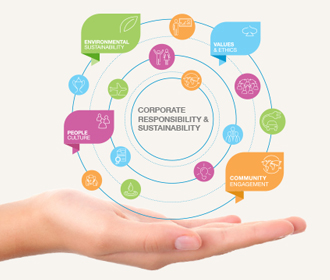 ENVIRONMENTAL
SUSTAINABILITY
VALUES
& ETHICS
CORPORATE
RESPONSIBILITY &
SUSTAINABILITY
PEOPLE
CULTURE
COMMUNITY
ENGAGEMENT